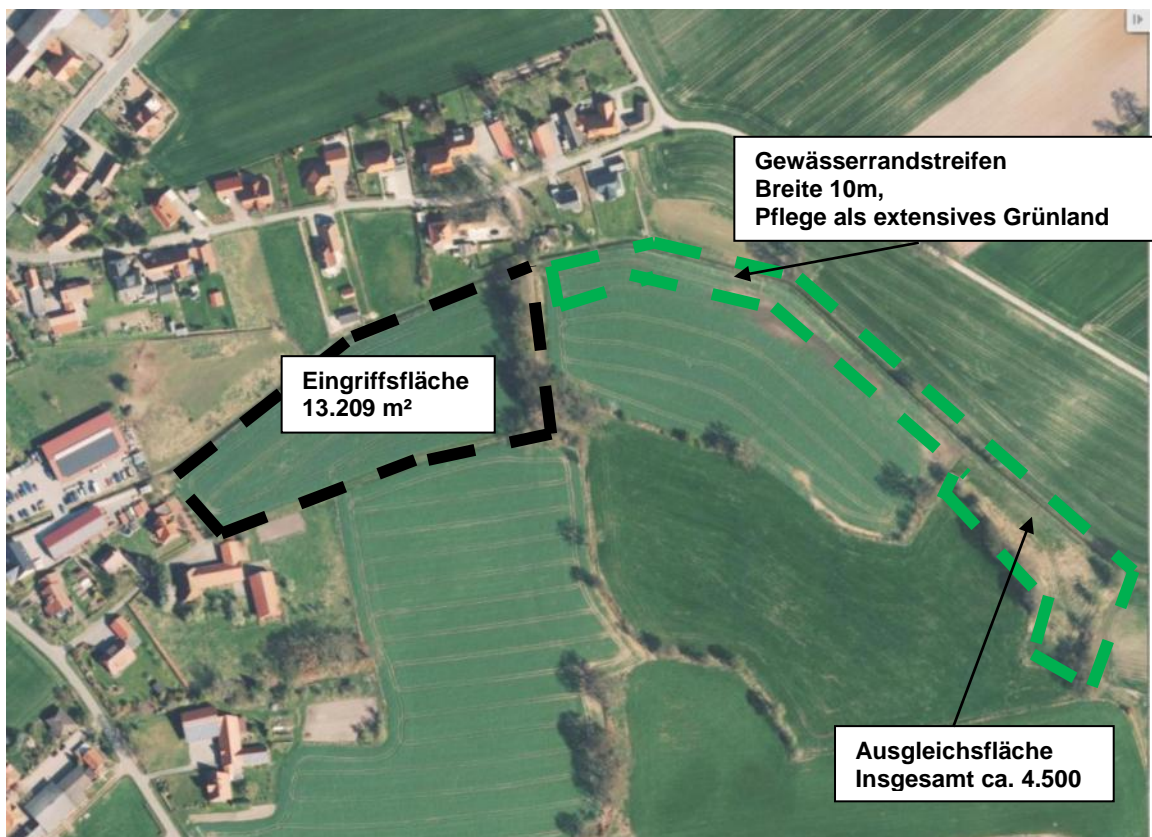 Gewässerrandstreifen
Breite 10m,
Pflege als extensives Grünland
Eingriffsfläche
13.209 m²
Ausgleichsfläche
Insgesamt ca. 4.500